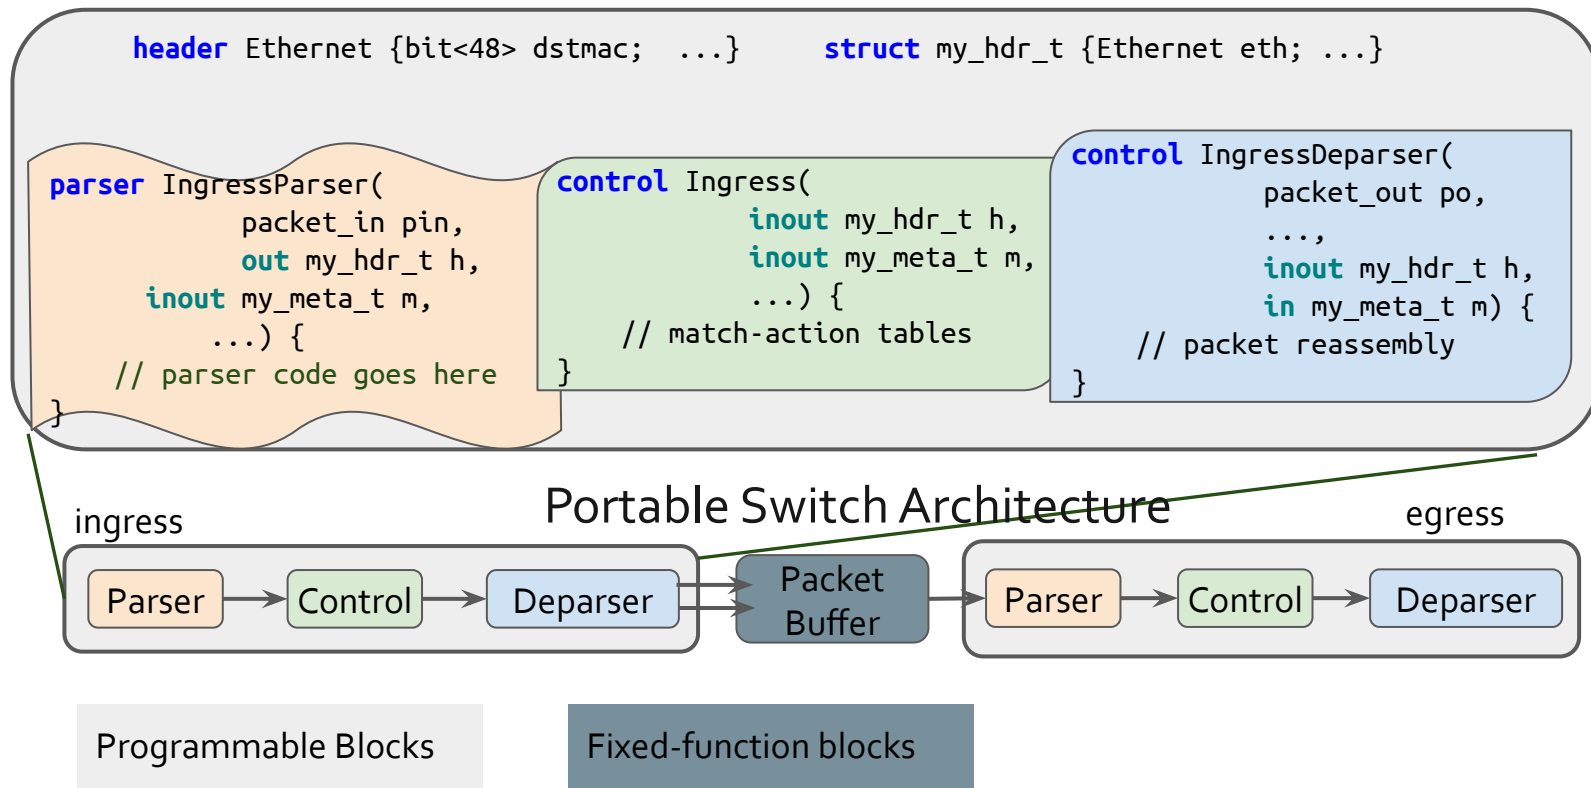 header Ethernet {bit<48> dstmac;  ...}
struct my_hdr_t {Ethernet eth; ...}
parser IngressParser(
packet_in pin,
out my_hdr_t h,
inout my_meta_t m,
...) {
// parser code goes here
}
control Ingress(
inout my_hdr_t h,
inout my_meta_t m,
...) {
// match-action tables
}
control IngressDeparser(
packet_out po,
...,
inout my_hdr_t h,
in my_meta_t m) {
// packet reassembly
}
Portable Switch Architecture
ingress
egress
Parser
Control
Deparser
Packet
Buffer
Parser
Control
Deparser
Programmable Blocks
Fixed-function blocks